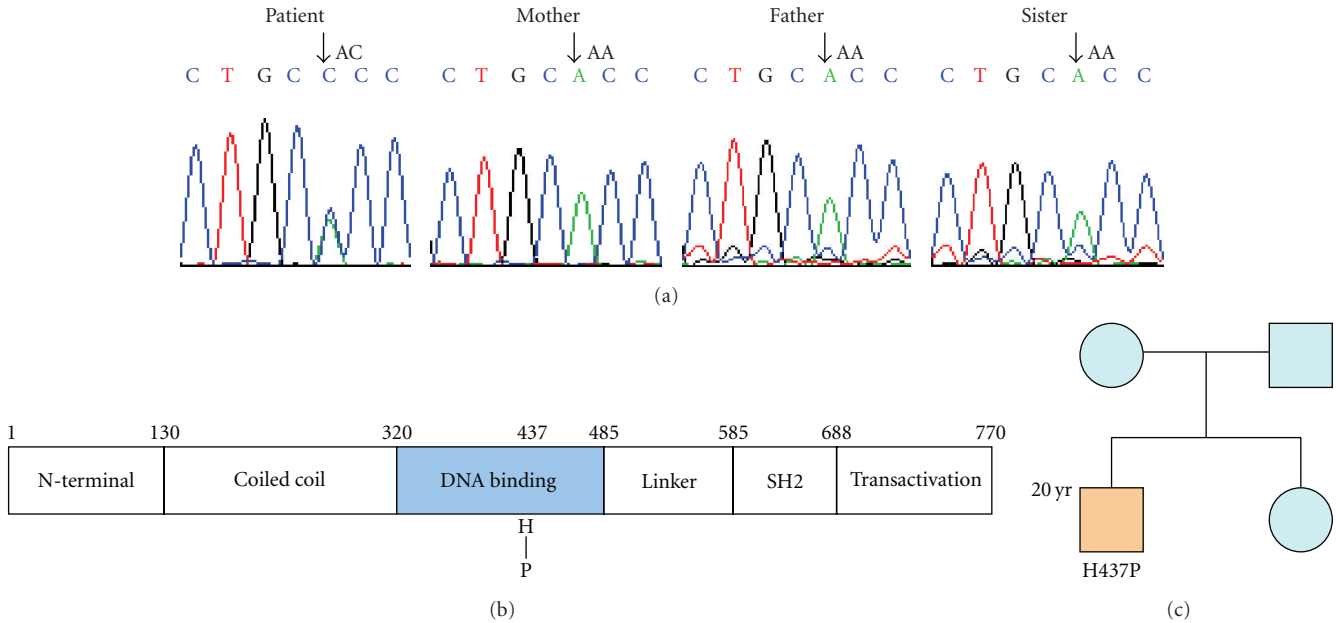 Patient Mother Father Sister
AC AA AA AA
C T G C C C C C T G C A C C C T G C A C C C T G C A C C
(a)
1 130 320 437 485 585 688 770
N-terminal Coiled coil DNA binding Linker SH2 Transactivation
H
P
(b)
20 yr
H437P
(c)